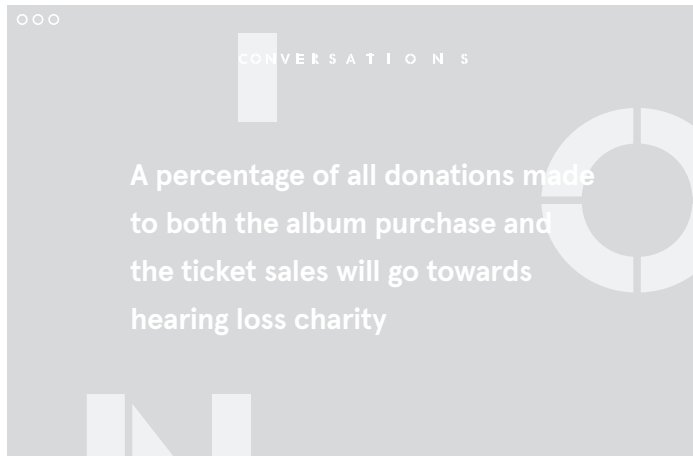 CONVERSATIONS
A percentage of all donations made
to both the album purchase and
the ticket sales will go towards
hearing loss charity